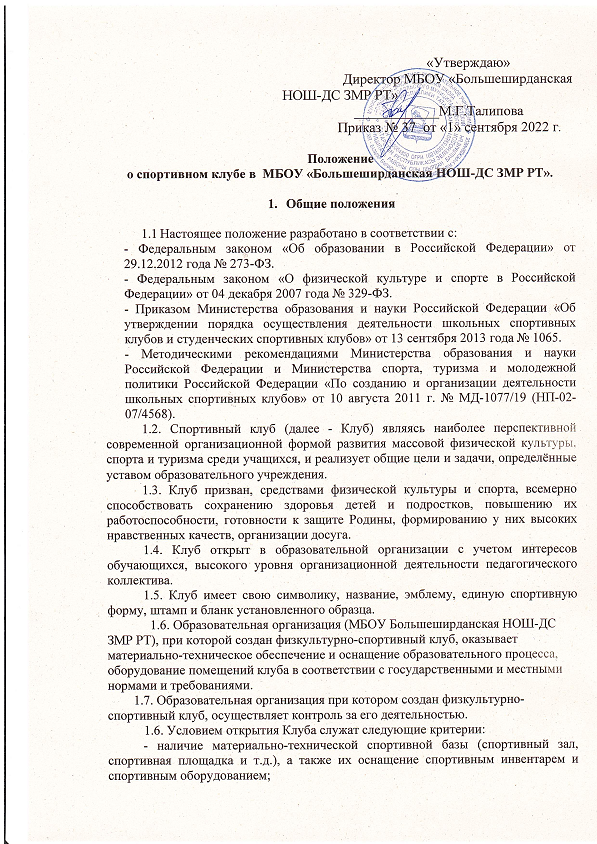 «Утверждаю»
Директор МБОУ «Большеширданская
НОШ-ДС ЗМР РТ»
М.Г.Талипова
Приказ № 37 от «1» сентября 2022 г.
Положение
о спортивном клубе в МБОУ «Большеширданская НОШ-ДС ЗМР РТ».
1. Общие положения
1.1 Настоящее положение разработано в соответствии с:
- Федеральным законом «Об образовании в Российской Федерации» от
29.12.2012 года № 273-ФЗ.
- Федеральным законом «О физической культуре и спорте в Российской
Федерации» от 04 декабря 2007 года № 329-ФЗ.
- Приказом Министерства образования и науки Российской Федерации «Об
утверждении порядка осуществления деятельности школьных спортивных
клубов и студенческих спортивных клубов» от 13 сентября 2013 года № 1065.
- Методическими рекомендациями Министерства образования и науки
Российской Федерации и Министерства спорта, туризма и молодежной
политики Российской Федерации «По созданию и организации деятельности
школьных спортивных клубов» от 10 августа 2011 г. № МД-1077/19 (НП-02-
07/4568).
1.2. Спортивный клуб (далее - Клуб) являясь наиболее перспективной
современной организационной формой развития массовой физической культуры,
спорта и туризма среди учащихся, и реализует общие цели и задачи, определённые
уставом образовательного учреждения.
1.3. Клуб призван, средствами физической культуры и спорта, всемерно
способствовать сохранению здоровья детей и подростков, повышению их
работоспособности, готовности к защите Родины, формированию у них высоких
нравственных качеств, организации досуга.
1.4. Клуб открыт в образовательной организации с учетом интересов
обучающихся, высокого уровня организационной деятельности педагогического
коллектива.
1.5. Клуб имеет свою символику, название, эмблему, единую спортивную
форму, штамп и бланк установленного образца.
1.6. Образовательная организация (МБОУ Большеширданская НОШ-ДС
ЗМР РТ), при которой создан физкультурно-спортивный клуб, оказывает
материально-техническое обеспечение и оснащение образовательного процесса,
оборудование помещений клуба в соответствии с государственными и местными
нормами и требованиями.
1.7. Образовательная организация при котором создан физкультурно-
спортивный клуб, осуществляет контроль за его деятельностью.
1.6. Условием открытия Клуба служат следующие критерии:
- наличие материально-технической спортивной базы (спортивный зал,
спортивная площадка и т.д.), а также их оснащение спортивным инвентарем и
спортивным оборудованием;